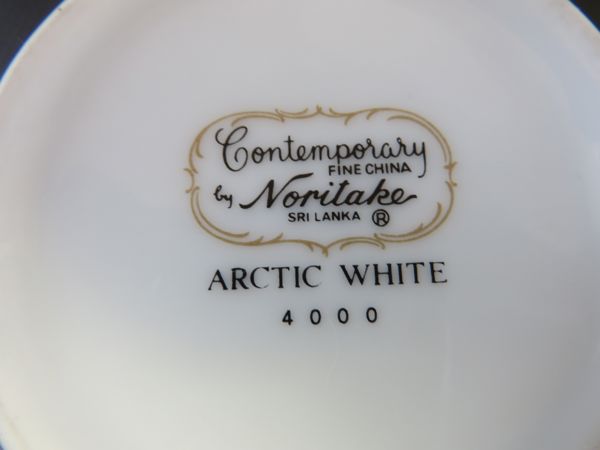 Contemporary
FINE CHINA
by Noritake
SRI LANKA ®
ARCTIC WHITE
4000